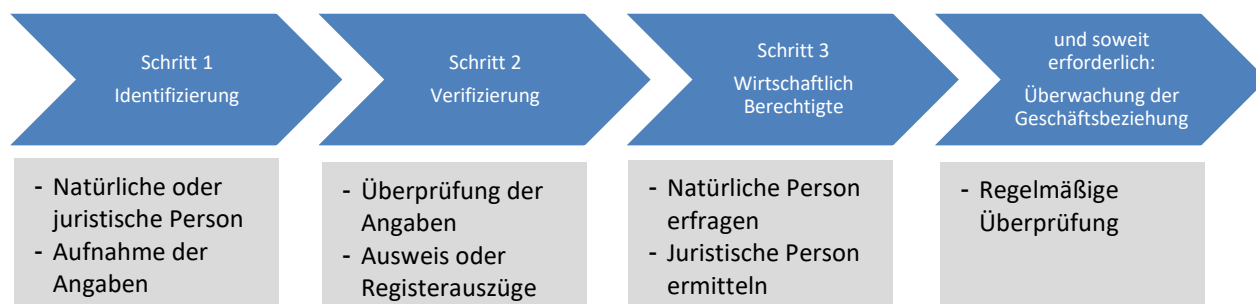 Schritt 1
Identifizierung
Schritt 2
Verifizierung
Schritt 3
Wirtschaftlich
Berechtigte
und soweit
erforderlich:
Überwachung der
Geschäftsbeziehung
- Natürliche oder
juristische Person
- Aufnahme der
Angaben
- Überprüfung der
Angaben
- Ausweis oder
Registerauszüge
- Natürliche Person
erfragen
- Juristische Person
ermitteln
- Regelmäßige
Überprüfung